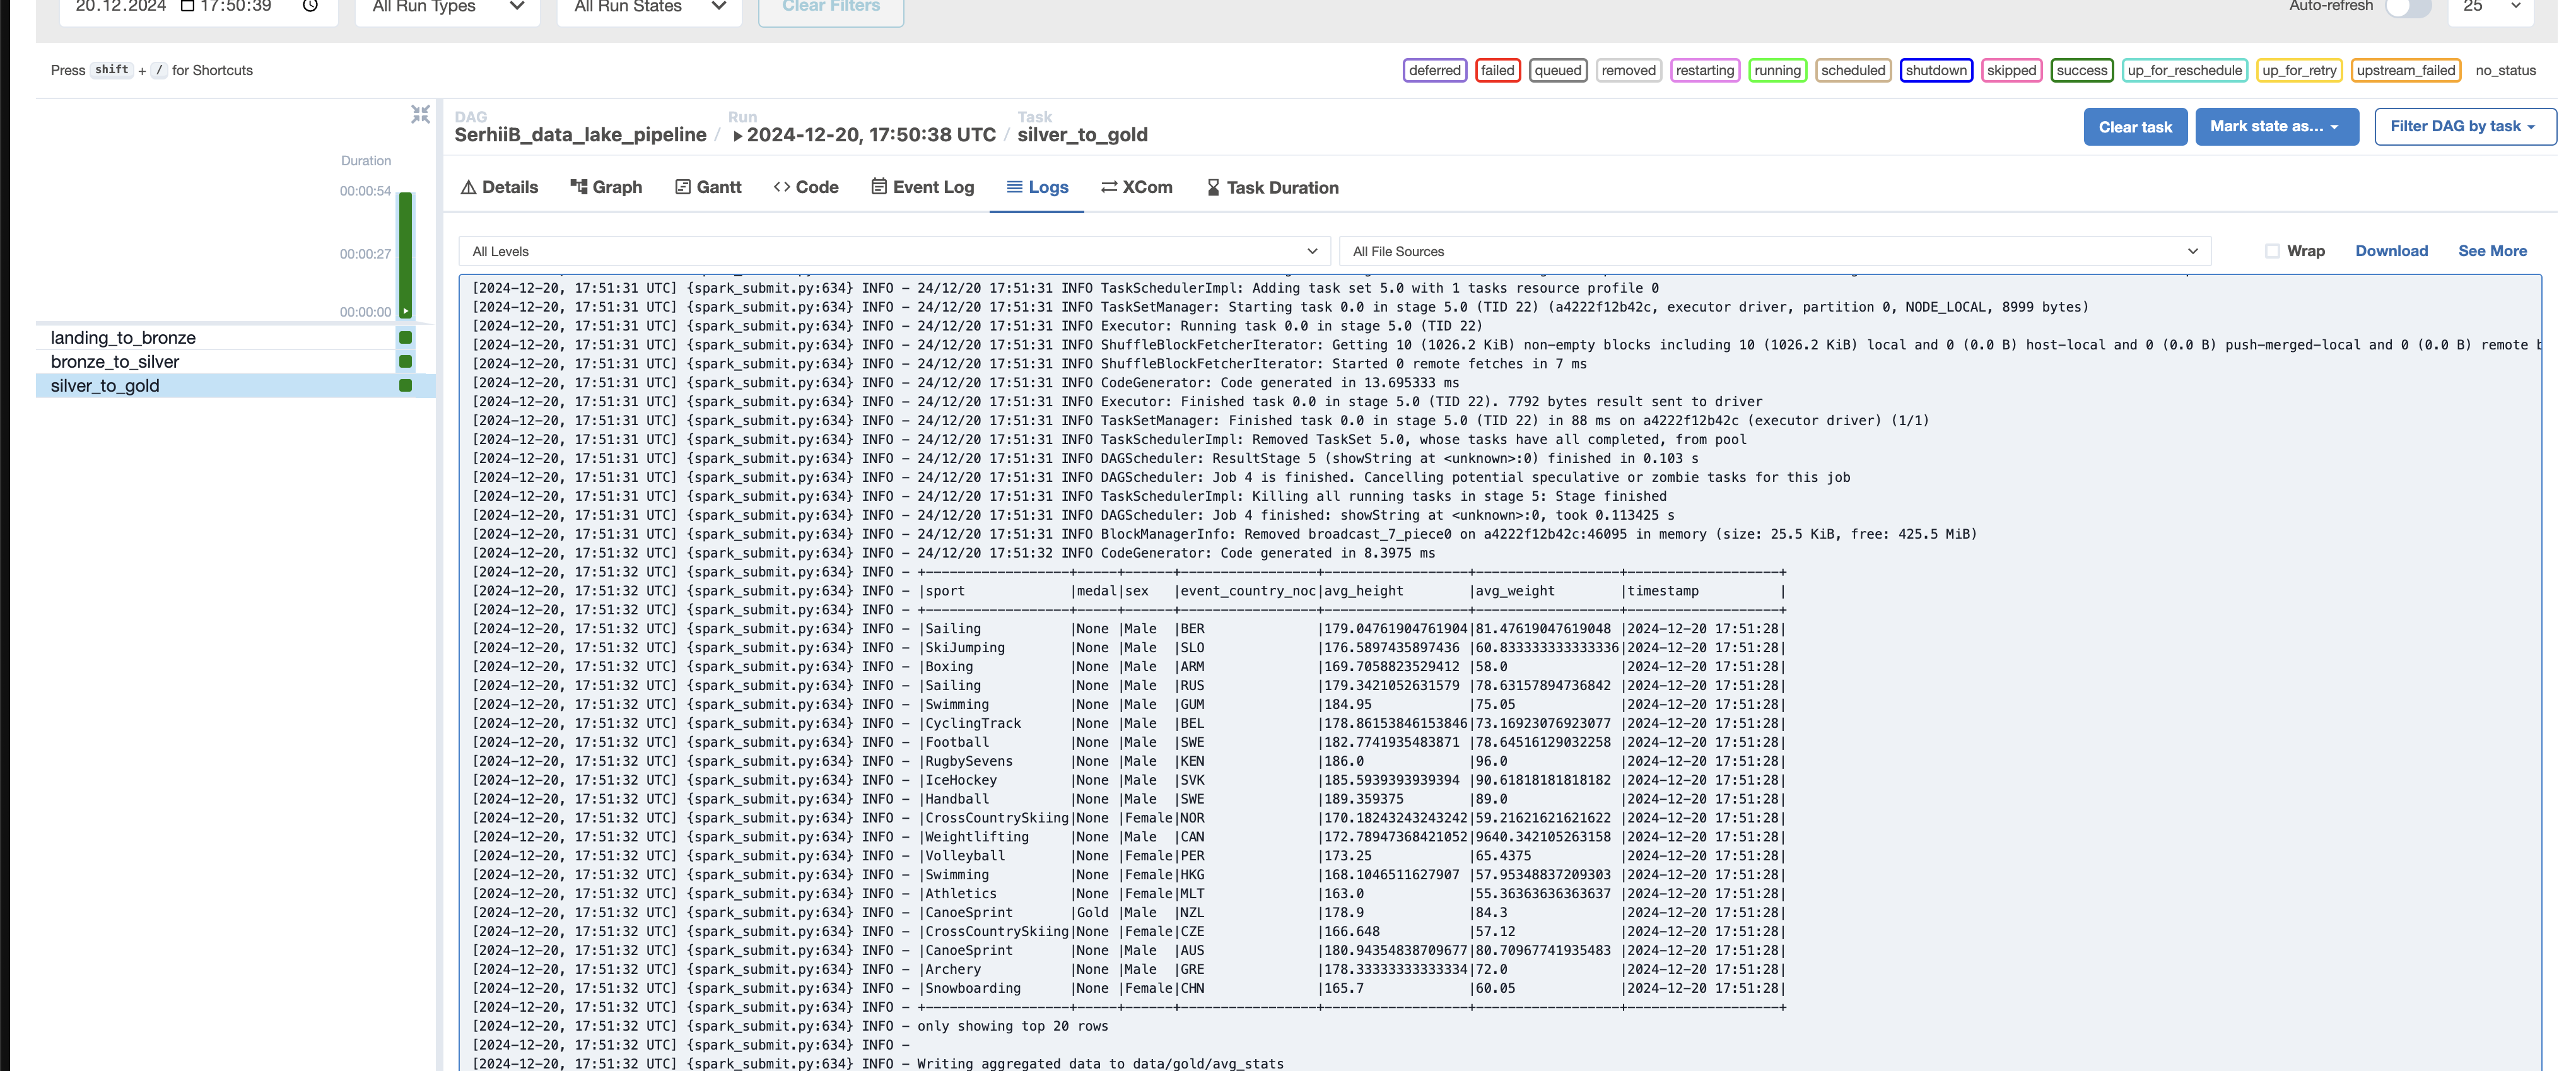 20.12.2024 17:50:39 All Run Types All Run States Clear Filters Auto-refresh 25
Press shift + / for Shortcuts deferred failed queued removed restarting running scheduled shutdown skipped success up_for_reschedule up_for_retry upstream_failed no_status
DAG Run Task
SerhiiB_data_lake_pipeline / 2024-12-20, 17:50:38 UTC / silver_to_gold Clear task Mark state as... Filter DAG by task
Duration
00:00:54
00:00:27
00:00:00
landing_to_bronze
bronze_to_silver
silver_to_gold
Details Graph Gantt Code Event Log Logs XCom Task Duration
All Levels All File Sources Wrap Download See More
[2024-12-20, 17:51:31 UTC] {spark_submit.py:634} INFO - 24/12/20 17:51:31 INFO TaskSchedulerImpl: Adding task set 5.0 with 1 tasks resource profile 0
[2024-12-20, 17:51:31 UTC] {spark_submit.py:634} INFO - 24/12/20 17:51:31 INFO TaskSetManager: Starting task 0.0 in stage 5.0 (TID 22) (a4222f12b42c, executor driver, partition 0, NODE_LOCAL, 8999 bytes)
[2024-12-20, 17:51:31 UTC] {spark_submit.py:634} INFO - 24/12/20 17:51:31 INFO Executor: Running task 0.0 in stage 5.0 (TID 22)
[2024-12-20, 17:51:31 UTC] {spark_submit.py:634} INFO - 24/12/20 17:51:31 INFO ShuffleBlockFetcherIterator: Getting 10 (1026.2 KiB) non-empty blocks including 10 (1026.2 KiB) local and 0 (0.0 B) host-local and 0 (0.0 B) push-merged-local and 0 (0.0 B) remote
[2024-12-20, 17:51:31 UTC] {spark_submit.py:634} INFO - 24/12/20 17:51:31 INFO ShuffleBlockFetcherIterator: Started 0 remote fetches in 7 ms
[2024-12-20, 17:51:31 UTC] {spark_submit.py:634} INFO - 24/12/20 17:51:31 INFO CodeGenerator: Code generated in 13.695333 ms
[2024-12-20, 17:51:31 UTC] {spark_submit.py:634} INFO - 24/12/20 17:51:31 INFO Executor: Finished task 0.0 in stage 5.0 (TID 22). 7792 bytes result sent to driver
[2024-12-20, 17:51:31 UTC] {spark_submit.py:634} INFO - 24/12/20 17:51:31 INFO TaskSetManager: Finished task 0.0 in stage 5.0 (TID 22) in 88 ms on a4222f12b42c (executor driver) (1/1)
[2024-12-20, 17:51:31 UTC] {spark_submit.py:634} INFO - 24/12/20 17:51:31 INFO TaskSchedulerImpl: Removed TaskSet 5.0, whose tasks have all completed, from pool
[2024-12-20, 17:51:31 UTC] {spark_submit.py:634} INFO - 24/12/20 17:51:31 INFO DAGScheduler: ResultStage 5 (showString at <unknown>:0) finished in 0.103 s
[2024-12-20, 17:51:31 UTC] {spark_submit.py:634} INFO - 24/12/20 17:51:31 INFO DAGScheduler: Job 4 is finished. Cancelling potential speculative or zombie tasks for this job
[2024-12-20, 17:51:31 UTC] {spark_submit.py:634} INFO - 24/12/20 17:51:31 INFO TaskSchedulerImpl: Killing all running tasks in stage 5: Stage finished
[2024-12-20, 17:51:31 UTC] {spark_submit.py:634} INFO - 24/12/20 17:51:31 INFO DAGScheduler: Job 4 finished: showString at <unknown>:0, took 0.113425 s
[2024-12-20, 17:51:31 UTC] {spark_submit.py:634} INFO - 24/12/20 17:51:31 INFO BlockManagerInfo: Removed broadcast_7_piece0 on a4222f12b42c:46095 in memory (size: 25.5 KiB, free: 425.5 MiB)
[2024-12-20, 17:51:32 UTC] {spark_submit.py:634} INFO - 24/12/20 17:51:32 INFO CodeGenerator: Code generated in 8.3975 ms
[2024-12-20, 17:51:32 UTC] {spark_submit.py:634} INFO - +------------------+-----+------+-----------------+------------------+------------------+-------------------+
[2024-12-20, 17:51:32 UTC] {spark_submit.py:634} INFO - |sport             |medal|sex   |event_country_noc|avg_height        |avg_weight        |timestamp          |
[2024-12-20, 17:51:32 UTC] {spark_submit.py:634} INFO - +------------------+-----+------+-----------------+------------------+------------------+-------------------+
[2024-12-20, 17:51:32 UTC] {spark_submit.py:634} INFO - |Sailing           |None |Male  |BER              |179.04761904761904|81.47619047619048 |2024-12-20 17:51:28|
[2024-12-20, 17:51:32 UTC] {spark_submit.py:634} INFO - |SkiJumping        |None |Male  |SLO              |176.5897435897436 |60.833333333333336|2024-12-20 17:51:28|
[2024-12-20, 17:51:32 UTC] {spark_submit.py:634} INFO - |Boxing            |None |Male  |ARM              |169.7058823529412 |58.0              |2024-12-20 17:51:28|
[2024-12-20, 17:51:32 UTC] {spark_submit.py:634} INFO - |Sailing           |None |Male  |RUS              |179.3421052631579 |78.63157894736842 |2024-12-20 17:51:28|
[2024-12-20, 17:51:32 UTC] {spark_submit.py:634} INFO - |Swimming          |None |Male  |GUM              |184.95            |75.05             |2024-12-20 17:51:28|
[2024-12-20, 17:51:32 UTC] {spark_submit.py:634} INFO - |CyclingTrack      |None |Male  |BEL              |178.86153846153846|73.16923076923077 |2024-12-20 17:51:28|
[2024-12-20, 17:51:32 UTC] {spark_submit.py:634} INFO - |Football          |None |Male  |SWE              |182.7741935483871 |78.64516129032258 |2024-12-20 17:51:28|
[2024-12-20, 17:51:32 UTC] {spark_submit.py:634} INFO - |RugbySevens       |None |Male  |KEN              |186.0             |96.0              |2024-12-20 17:51:28|
[2024-12-20, 17:51:32 UTC] {spark_submit.py:634} INFO - |IceHockey         |None |Male  |SVK              |185.5939393939394 |90.61818181818182 |2024-12-20 17:51:28|
[2024-12-20, 17:51:32 UTC] {spark_submit.py:634} INFO - |Handball          |None |Male  |SWE              |189.359375        |89.0              |2024-12-20 17:51:28|
[2024-12-20, 17:51:32 UTC] {spark_submit.py:634} INFO - |CrossCountrySkiing|None |Female|NOR              |170.18243243243242|59.21621621621622 |2024-12-20 17:51:28|
[2024-12-20, 17:51:32 UTC] {spark_submit.py:634} INFO - |Weightlifting     |None |Male  |CAN              |172.78947368421052|9640.342105263158 |2024-12-20 17:51:28|
[2024-12-20, 17:51:32 UTC] {spark_submit.py:634} INFO - |Volleyball        |None |Female|PER              |173.25            |65.4375           |2024-12-20 17:51:28|
[2024-12-20, 17:51:32 UTC] {spark_submit.py:634} INFO - |Swimming          |None |Female|HKG              |168.1046511627907 |57.95348837209303 |2024-12-20 17:51:28|
[2024-12-20, 17:51:32 UTC] {spark_submit.py:634} INFO - |Athletics         |None |Female|MLT              |163.0             |55.36363636363637 |2024-12-20 17:51:28|
[2024-12-20, 17:51:32 UTC] {spark_submit.py:634} INFO - |CanoeSprint       |Gold |Male  |NZL              |178.9             |84.3              |2024-12-20 17:51:28|
[2024-12-20, 17:51:32 UTC] {spark_submit.py:634} INFO - |CrossCountrySkiing|None |Female|CZE              |166.648           |57.12             |2024-12-20 17:51:28|
[2024-12-20, 17:51:32 UTC] {spark_submit.py:634} INFO - |CanoeSprint       |None |Male  |AUS              |180.94354838709677|80.70967741935483 |2024-12-20 17:51:28|
[2024-12-20, 17:51:32 UTC] {spark_submit.py:634} INFO - |Archery           |None |Male  |GRE              |178.33333333333334|72.0              |2024-12-20 17:51:28|
[2024-12-20, 17:51:32 UTC] {spark_submit.py:634} INFO - |Snowboarding      |None |Female|CHN              |165.7             |60.05             |2024-12-20 17:51:28|
[2024-12-20, 17:51:32 UTC] {spark_submit.py:634} INFO - +------------------+-----+------+-----------------+------------------+------------------+-------------------+
[2024-12-20, 17:51:32 UTC] {spark_submit.py:634} INFO - only showing top 20 rows
[2024-12-20, 17:51:32 UTC] {spark_submit.py:634} INFO -
[2024-12-20, 17:51:32 UTC] {spark_submit.py:634} INFO - Writing aggregated data to data/gold/avg_stats